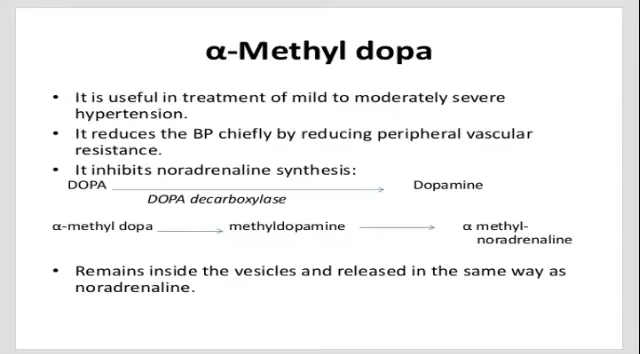 α-Methyl dopa
• It is useful in treatment of mild to moderately severe
hypertension.
• It reduces the BP chiefly by reducing peripheral vascular
resistance.
• It inhibits noradrenaline synthesis:
DOPA Dopamine
DOPA decarboxylase
α-methyl dopa methyldopamine α methyl-
noradrenaline
• Remains inside the vesicles and released in the same way as
noradrenaline.